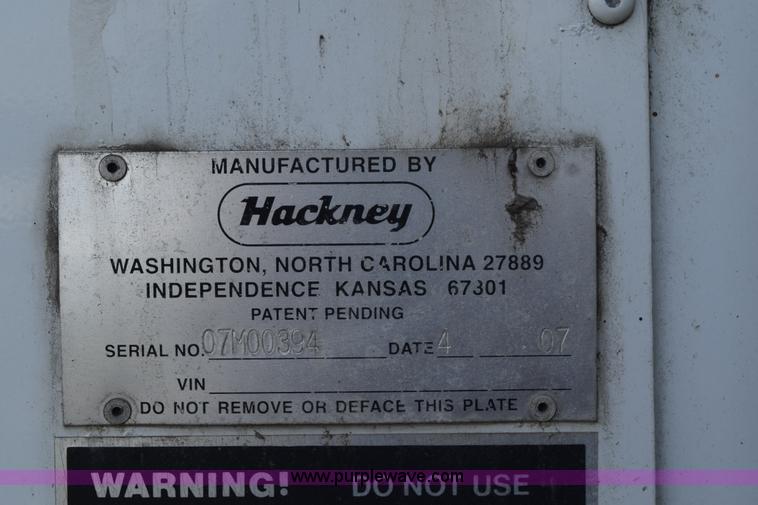 MANUFACTURED BY
Hackney
WASHINGTON, NORTH CAROLINA 27889
INDEPENDENCE KANSAS 67301
PATENT PENDING
SERIAL NO. 07M00394 DATE 4 07
VIN
DO NOT REMOVE OR DEFACE THIS PLATE
www.purplewave.com
WARNING! DO NOT USE